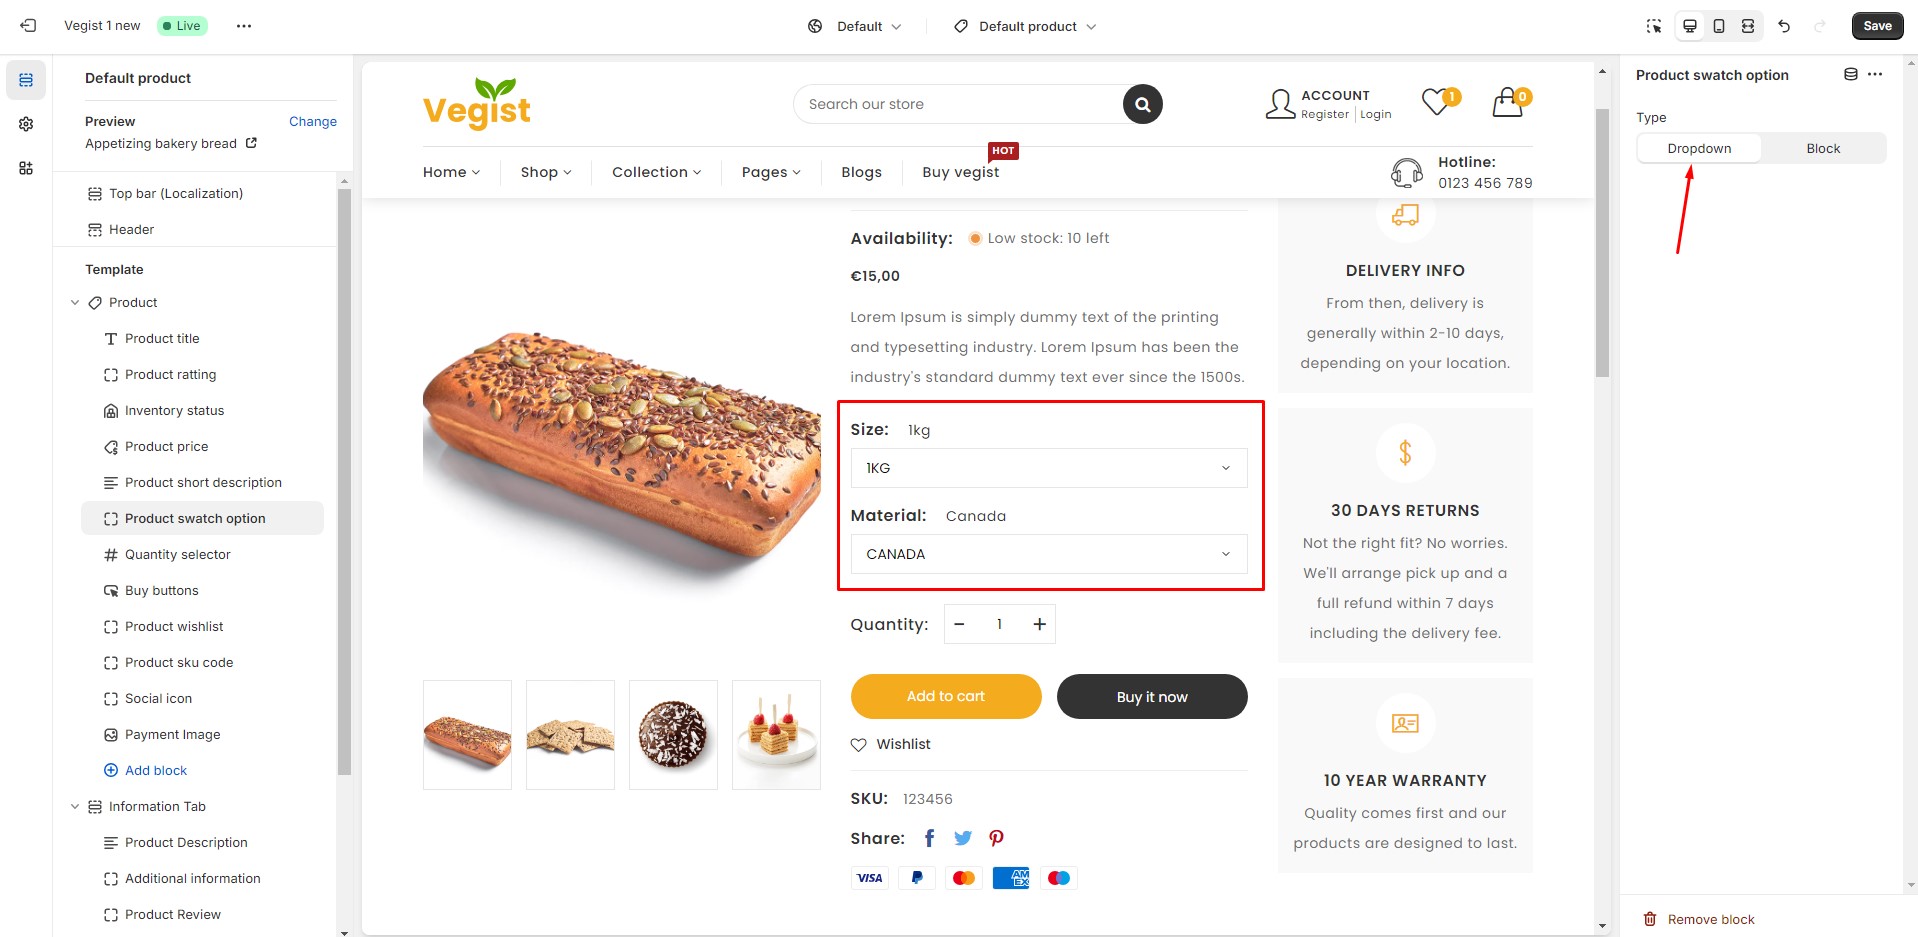 Vegist 1 new
Live
Default
Default product
Save
Default product
Preview
Change
Appetizing bakery bread
Top bar (Localization)
Header
Template
Product
Product title
Product ratting
Inventory status
Product price
Product short description
Product swatch option
Quantity selector
Buy buttons
Product wishlist
Product sku code
Social icon
Payment Image
Add block
Information Tab
Product Description
Additional information
Product Review
Vegist
Search our store
ACCOUNT
Register Login
1
0
HOT
Home
Shop
Collection
Pages
Blogs
Buy vegist
Hotline:
0123 456 789
Availability: Low stock: 10 left
€15,00
Lorem Ipsum is simply dummy text of the printing
and typesetting industry. Lorem Ipsum has been the
industry's standard dummy text ever since the 1500s.
Size: 1kg
1KG
Material: Canada
CANADA
Quantity: 1
Add to cart
Buy it now
Wishlist
SKU: 123456
Share:
VISA
AM
EX
DELIVERY INFO
From then, delivery is
generally within 2-10 days,
depending on your location.
30 DAYS RETURNS
Not the right fit? No worries.
We'll arrange pick up and a
full refund within 7 days
including the delivery fee.
10 YEAR WARRANTY
Quality comes first and our
products are designed to last.
Product swatch option
Type
Dropdown
Block
Remove block